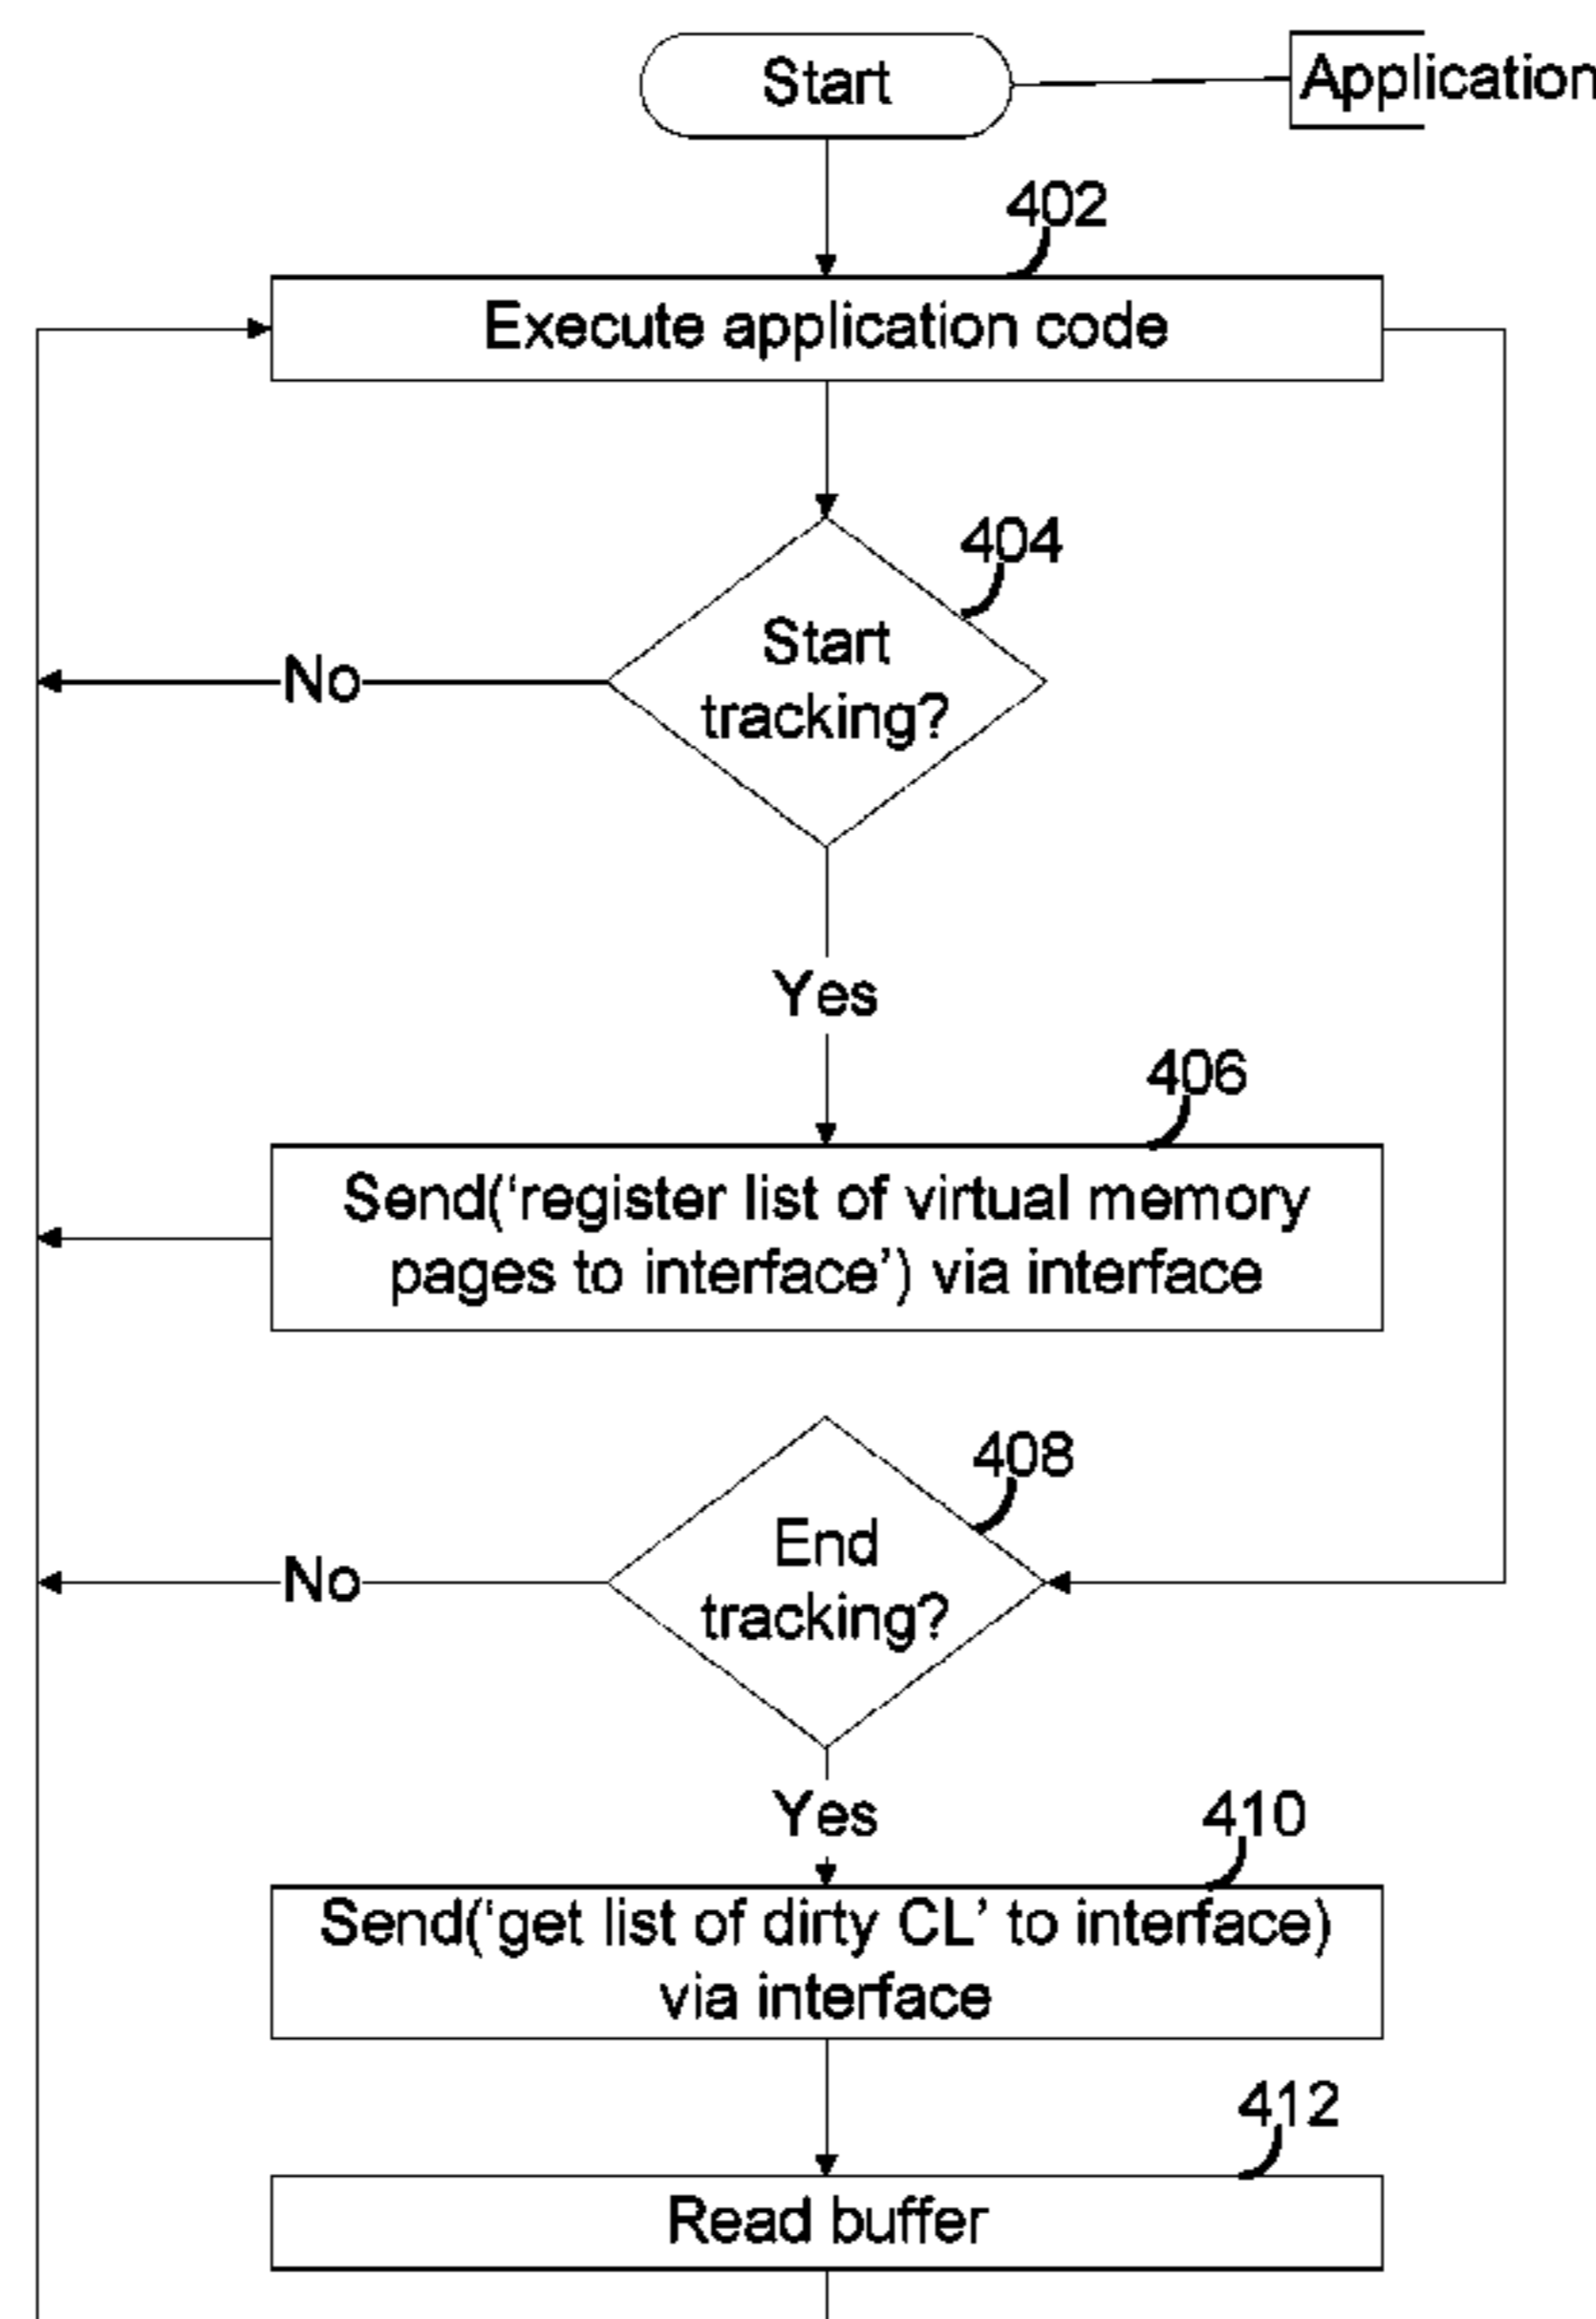 Start
Application
402
Execute application code
404
Start
tracking?
No
Yes
406
Send(‘register list of virtual memory
pages to interface’) via interface
408
End
tracking?
No
Yes
410
Send(‘get list of dirty CL’ to interface)
via interface
412
Read buffer